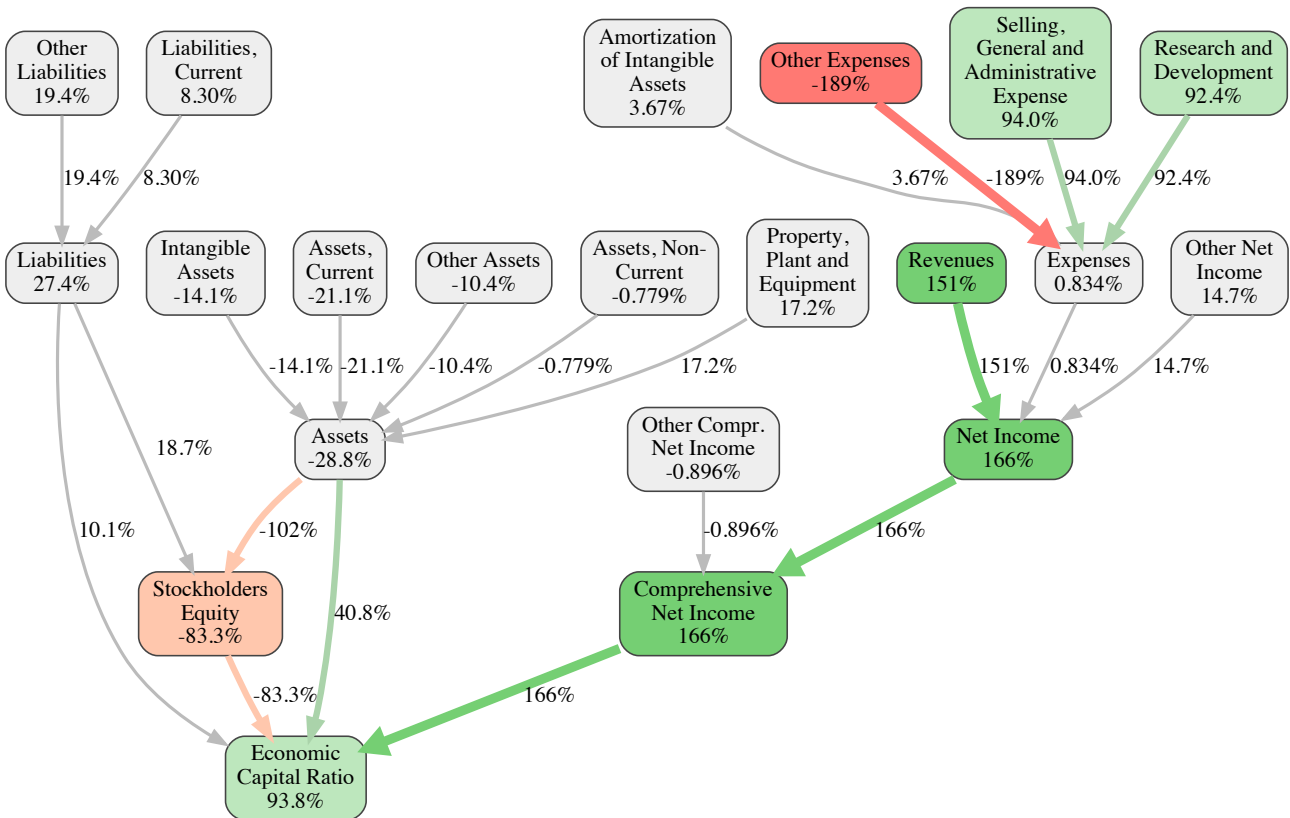 Other
Liabilities
19.4%
Liabilities,
Current
8.30%
Amortization
of Intangible
Assets
3.67%
Other Expenses
-189%
Selling,
General and
Administrative
Expense
94.0%
Research and
Development
92.4%
19.4%
8.30%
3.67%
-189%
94.0%
92.4%
Liabilities
27.4%
Intangible
Assets
-14.1%
Assets,
Current
-21.1%
Other Assets
-10.4%
Assets, Non-
Current
-0.779%
Property,
Plant and
Equipment
17.2%
Revenues
151%
Expenses
0.834%
Other Net
Income
14.7%
-14.1%
-21.1%
-10.4%
-0.779%
17.2%
151%
0.834%
14.7%
18.7%
Assets
-28.8%
Other Compr.
Net Income
-0.896%
Net Income
166%
10.1%
-102%
-0.896%
166%
Stockholders
Equity
-83.3%
40.8%
Comprehensive
Net Income
166%
-83.3%
166%
Economic
Capital Ratio
93.8%